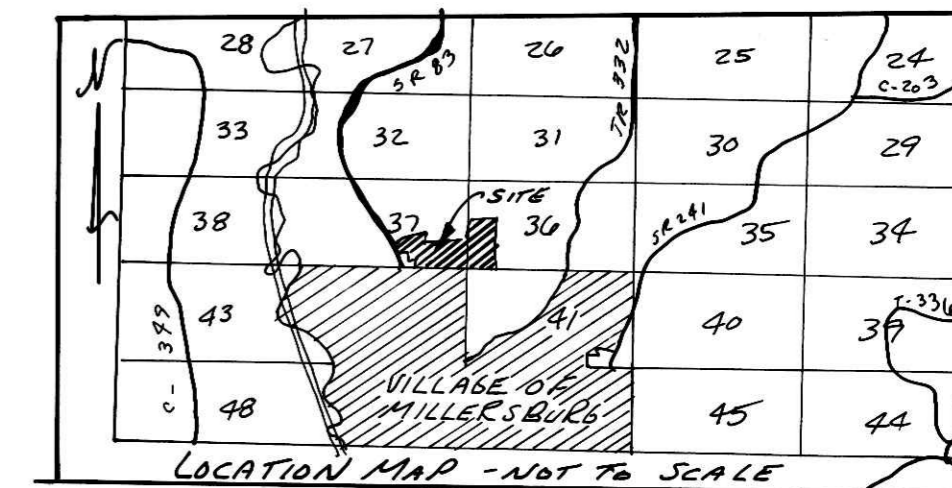 28 27 26 25 24
N
SR 83
TR 332
C-203
33 32 31 30 29
SITE
38 37 36 35 34
SR 241
C-349
43 41 40 39
T-336
VILLAGE OF
MILLERSBURG
48 45 44
LOCATION MAP - NOT TO SCALE